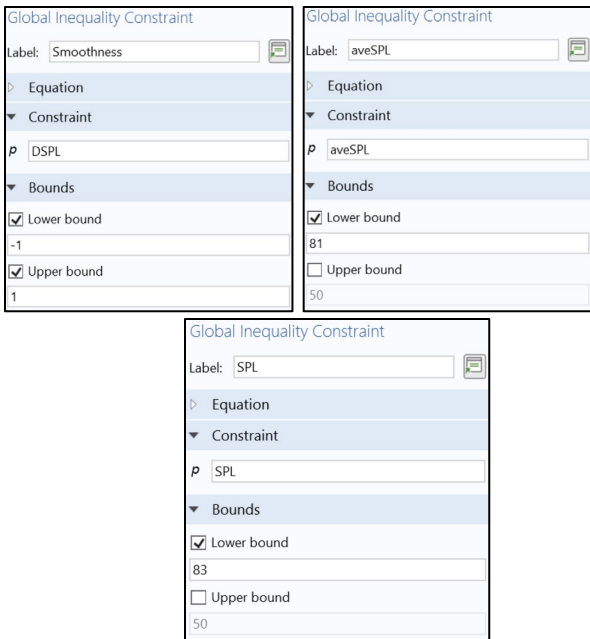 Global Inequality Constraint
Label: Smoothness
Equation
Constraint
p DSPL
Bounds
Lower bound
-1
Upper bound
1
Global Inequality Constraint
Label: aveSPL
Equation
Constraint
p aveSPL
Bounds
Lower bound
81
Upper bound
50
Global Inequality Constraint
Label: SPL
Equation
Constraint
p SPL
Bounds
Lower bound
83
Upper bound
50